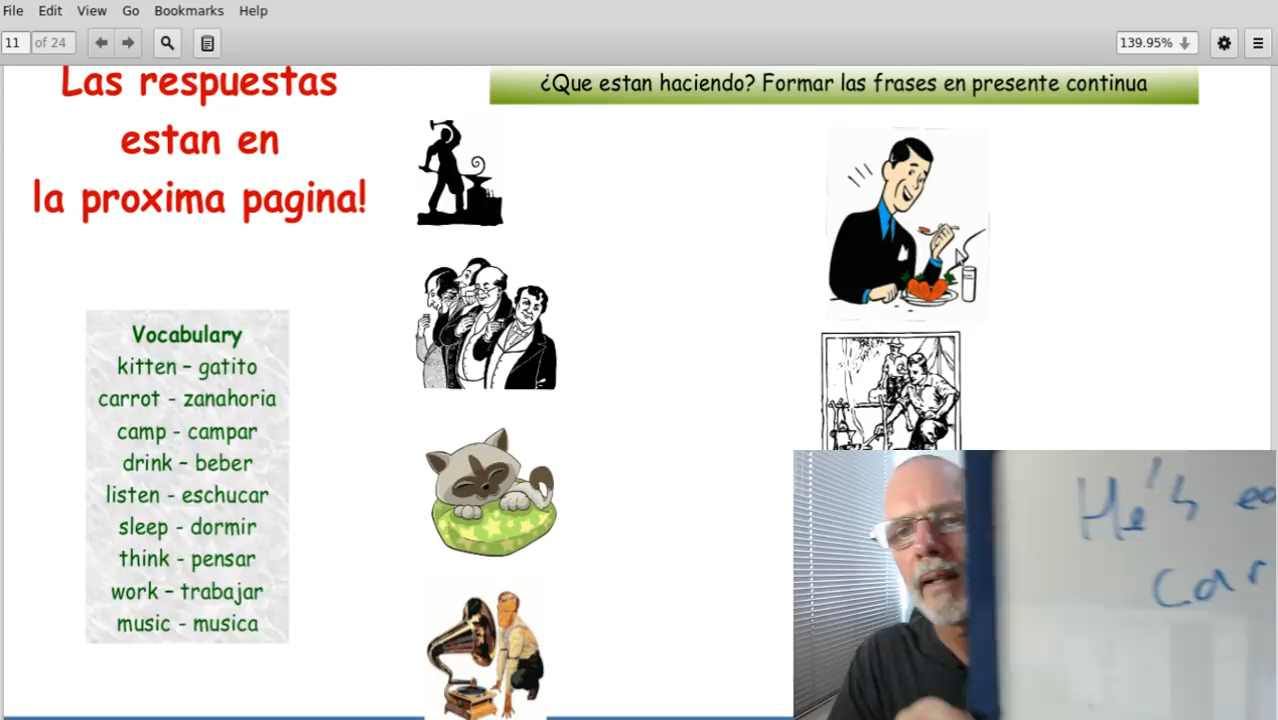 File Edit View Go Bookmarks Help
11 of 24
139.95%
Las respuestas
estan en
la proxima pagina!
¿Que estan haciendo? Formar las frases en presente continua
Vocabulary
kitten – gatito
carrot - zanahoria
camp - campar
drink – beber
listen - eschucar
sleep - dormir
think - pensar
work – trabajar
music - musica
He's